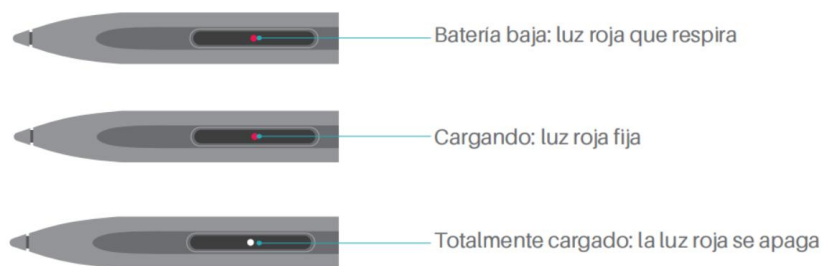 Batería baja: luz roja que respira
Cargando: luz roja fija
Totalmente cargado: la luz roja se apaga